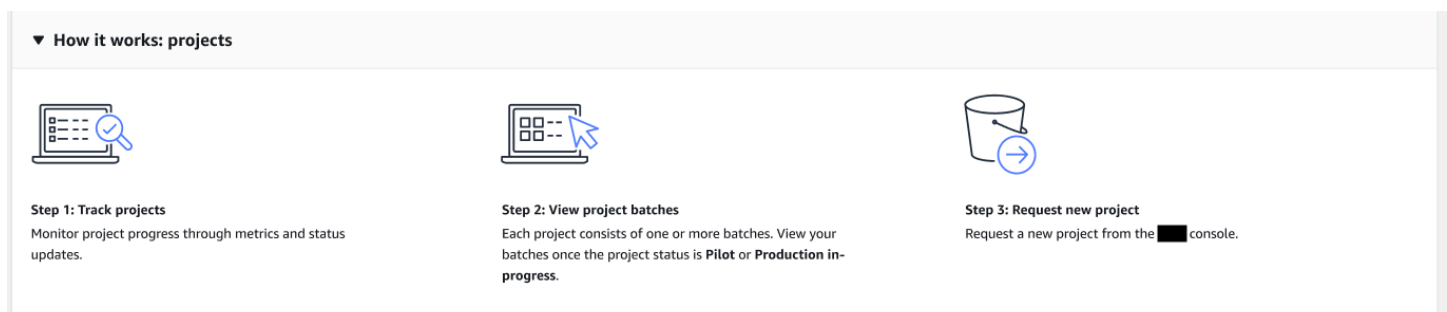 How it works: projects
Step 1: Track projects
Monitor project progress through metrics and status
updates.
Step 2: View project batches
Each project consists of one or more batches. View your
batches once the project status is Pilot or Production in-
progress.
Step 3: Request new project
Request a new project from the console.